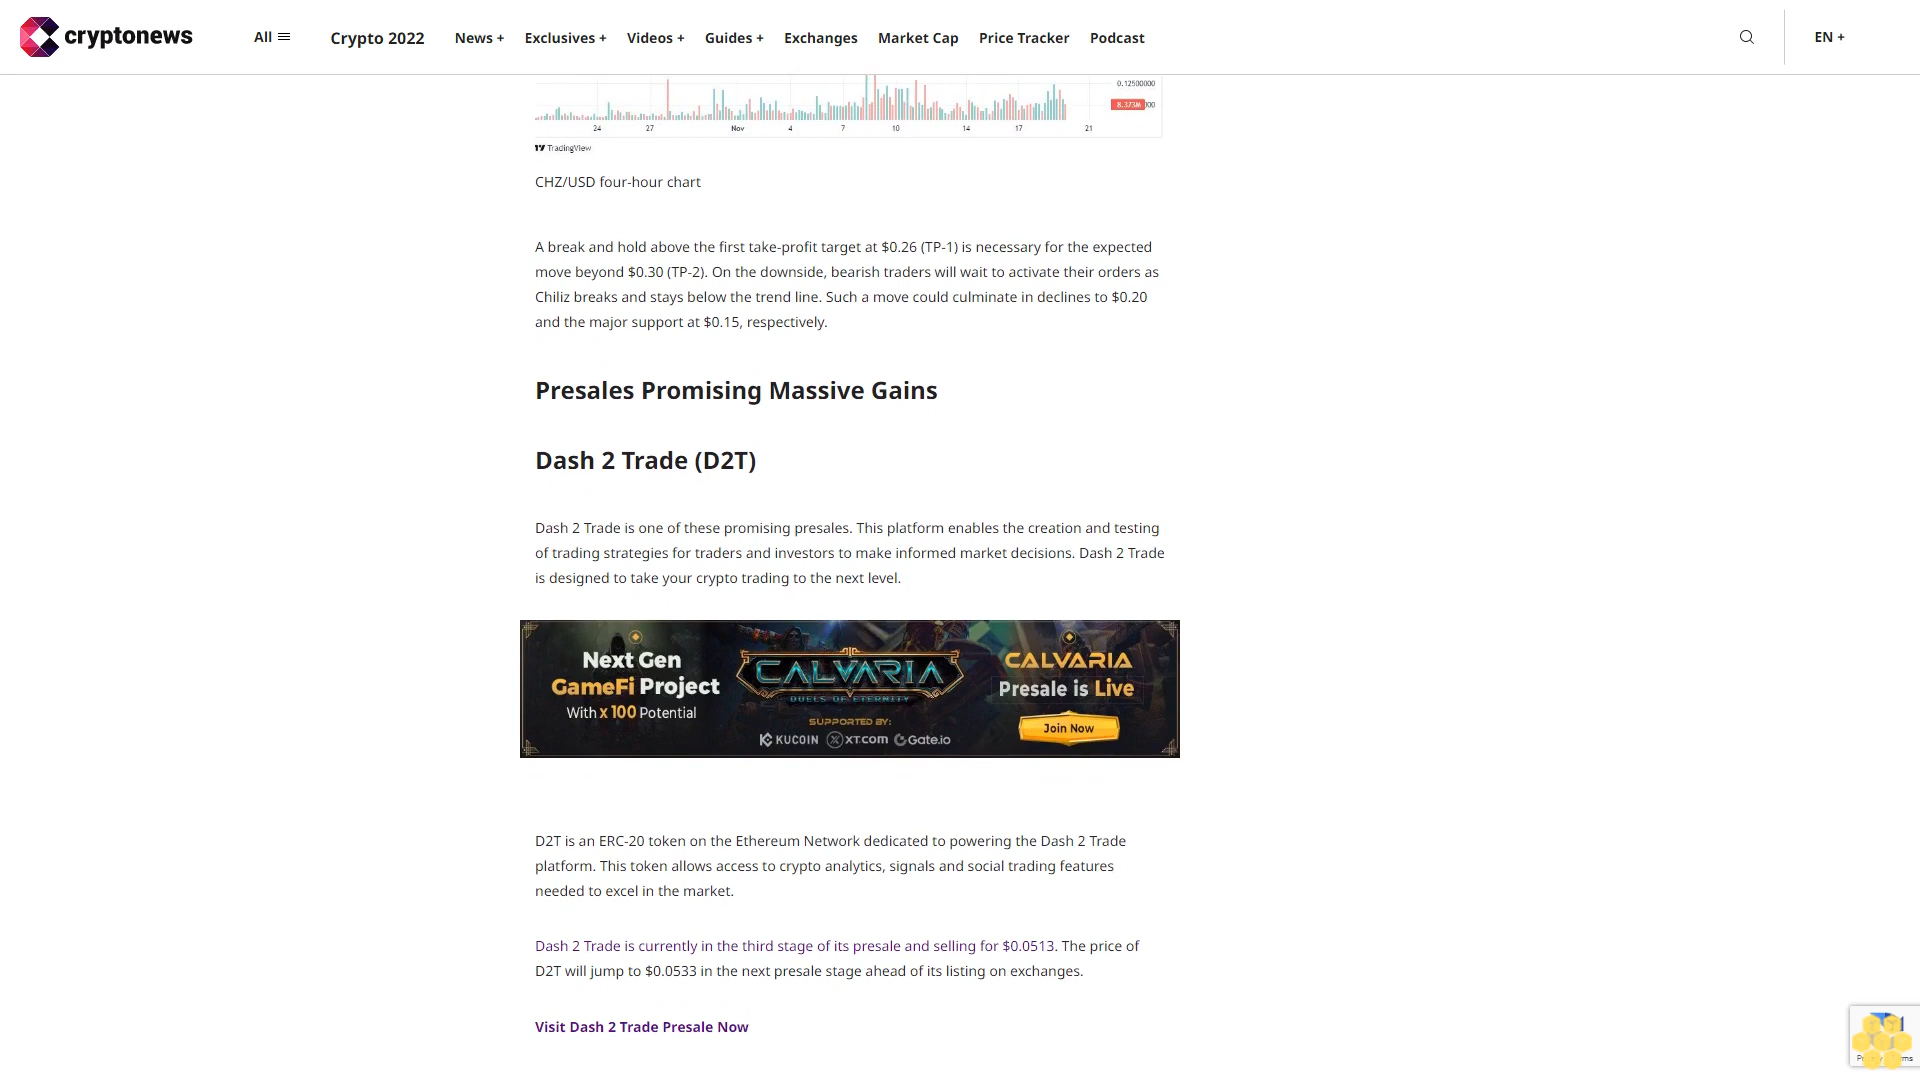 cryptonews
All
Crypto 2022
News +
Exclusives +
Videos +
Guides +
Exchanges
Market Cap
Price Tracker
Podcast
EN +
0.12500000
8.373M
24 27 Nov 4 7 10 14 17 21
TradingView
CHZ/USD four-hour chart
A break and hold above the first take-profit target at $0.26 (TP-1) is necessary for the expected
move beyond $0.30 (TP-2). On the downside, bearish traders will wait to activate their orders as
Chiliz breaks and stays below the trend line. Such a move could culminate in declines to $0.20
and the major support at $0.15, respectively.
Presales Promising Massive Gains
Dash 2 Trade (D2T)
Dash 2 Trade is one of these promising presales. This platform enables the creation and testing
of trading strategies for traders and investors to make informed market decisions. Dash 2 Trade
is designed to take your crypto trading to the next level.
Next Gen
GameFi Project
With x 100 Potential
CALVARIA
DUELS OF ETERNITY
SUPPORTED BY:
KUCOIN XT.COM Gate.io
CALVARIA
Presale is Live
Join Now
D2T is an ERC-20 token on the Ethereum Network dedicated to powering the Dash 2 Trade
platform. This token allows access to crypto analytics, signals and social trading features
needed to excel in the market.
Dash 2 Trade is currently in the third stage of its presale and selling for $0.0513. The price of
D2T will jump to $0.0533 in the next presale stage ahead of its listing on exchanges.
Visit Dash 2 Trade Presale Now